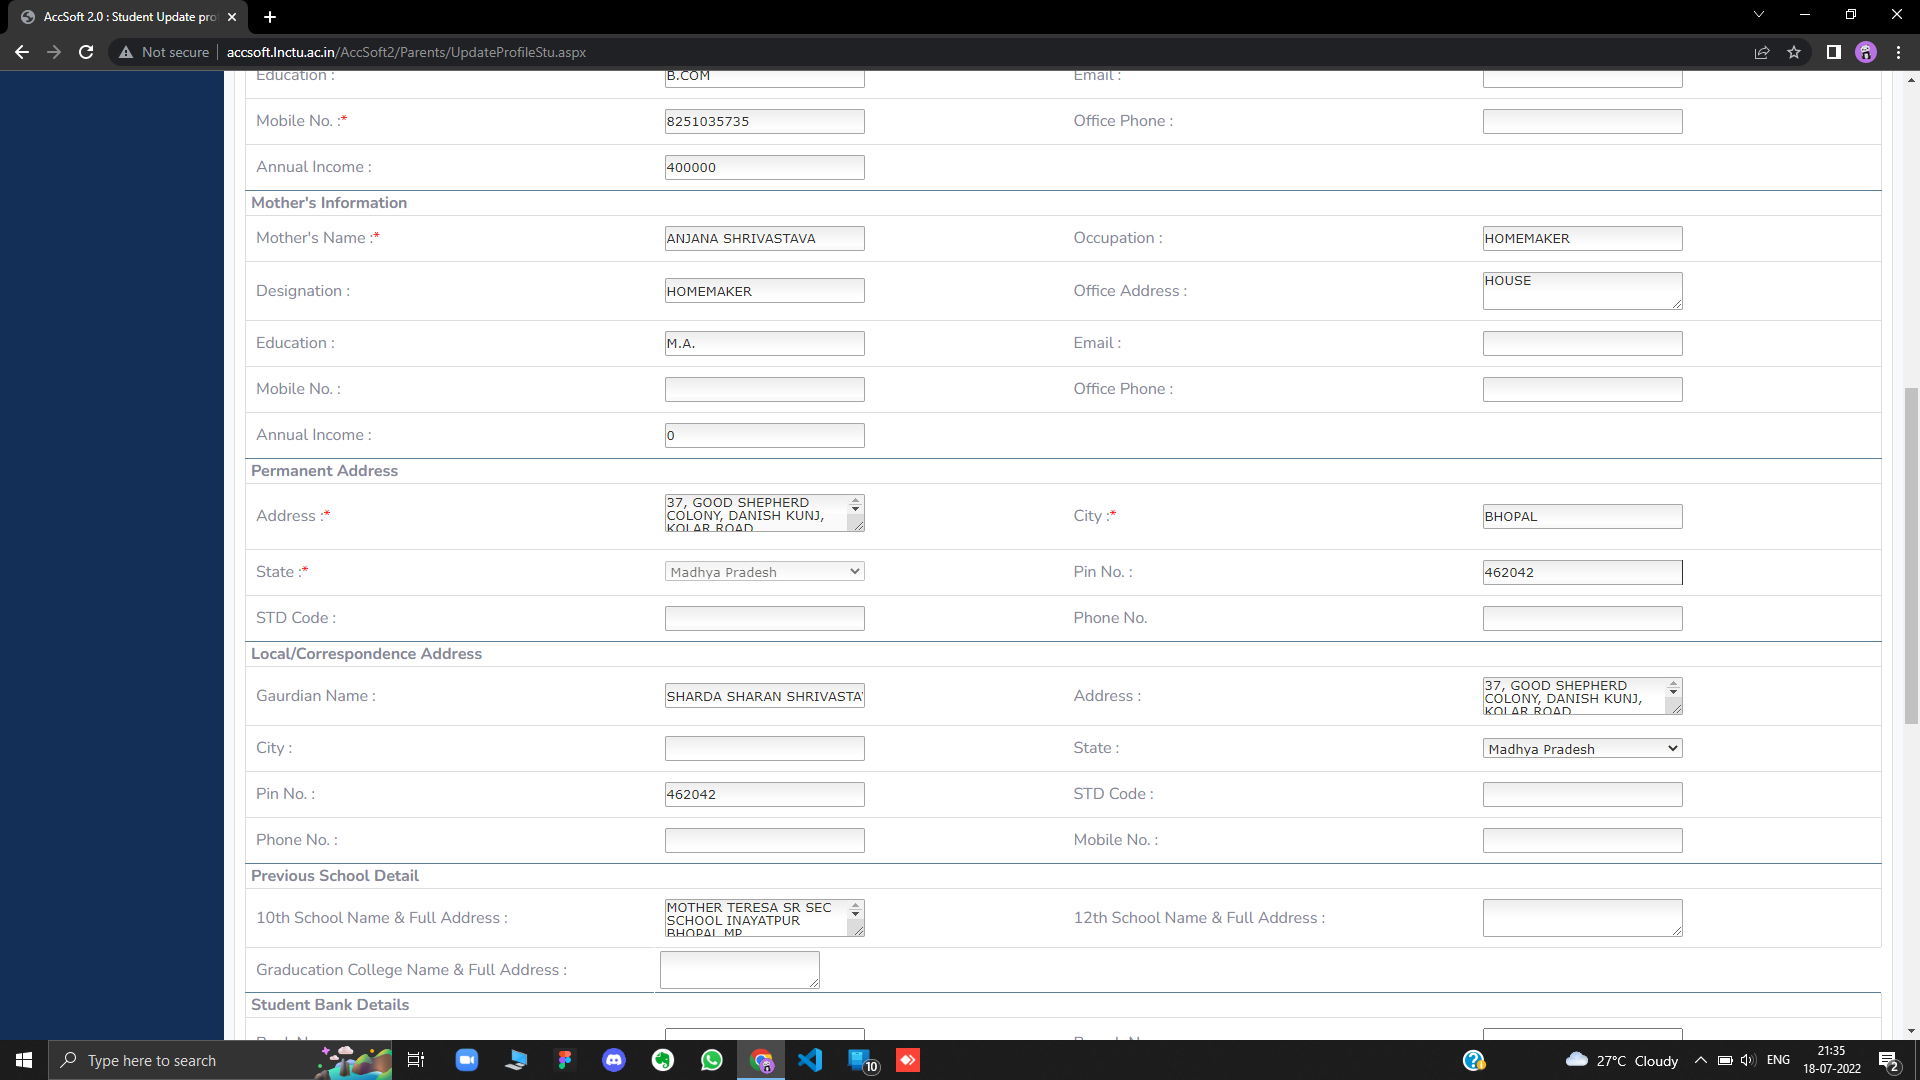 AccSoft 2.0 : Student Update pro
Not secure accsoft.lnctu.ac.in/AccSoft2/Parents/UpdateProfileStu.aspx
Education : B.COM Email :
Mobile No. :* 8251035735 Office Phone :
Annual Income : 400000
Mother's Information
Mother's Name :* ANJANA SHRIVASTAVA Occupation : HOMEMAKER
Designation : HOMEMAKER Office Address : HOUSE
Education : M.A. Email :
Mobile No. : Office Phone :
Annual Income : 0
Permanent Address
Address :* 37, GOOD SHEPHERD
COLONY, DANISH KUNJ,
KOLAR ROAD
City :* BHOPAL
State :* Madhya Pradesh Pin No. : 462042
STD Code : Phone No.
Local/Correspondence Address
Gaurdian Name : SHARDA SHARAN SHRIVASTA Address : 37, GOOD SHEPHERD
COLONY, DANISH KUNJ,
KOLAR ROAD
City : State : Madhya Pradesh
Pin No. : 462042 STD Code :
Phone No. : Mobile No. :
Previous School Detail
10th School Name & Full Address : MOTHER TERESA SR SEC
SCHOOL INAYATPUR
BHOPAL MP
12th School Name & Full Address :
Graducation College Name & Full Address :
Student Bank Details
Type here to search
10
27°C Cloudy
ENG
21:35
18-07-2022
2